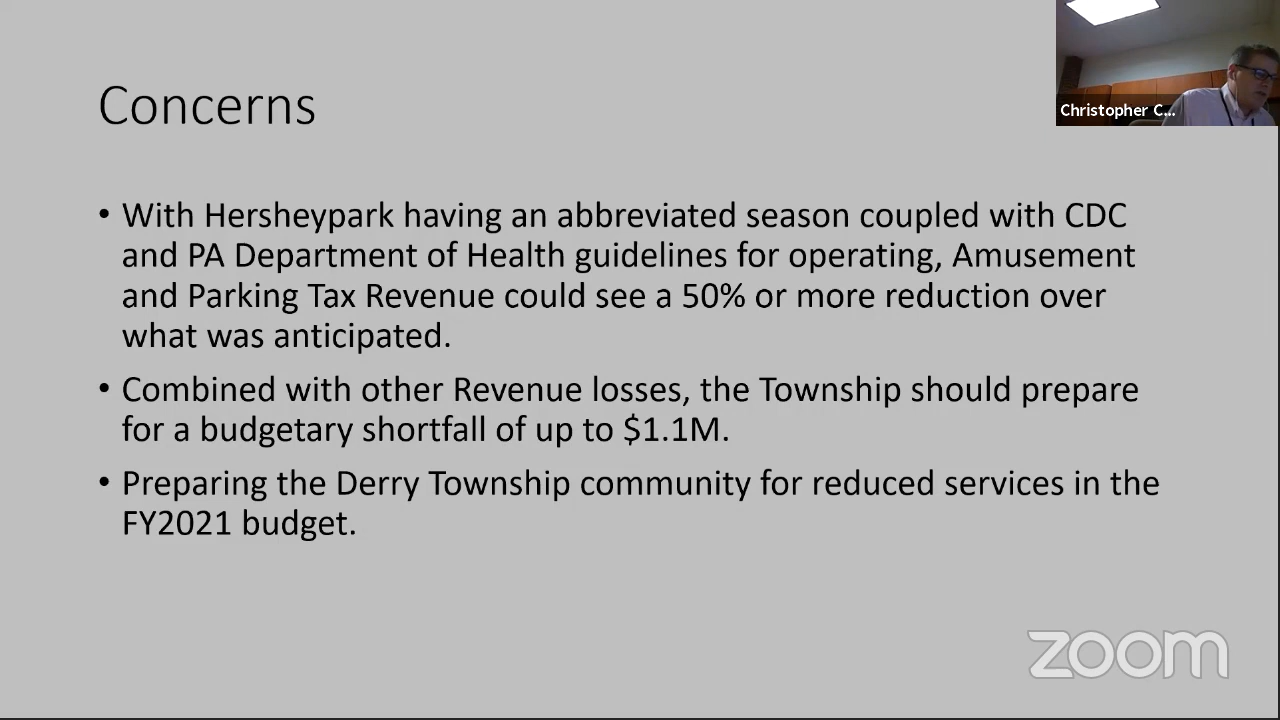 Concerns
Christopher C...
• With Hersheypark having an abbreviated season coupled with CDC
and PA Department of Health guidelines for operating, Amusement
and Parking Tax Revenue could see a 50% or more reduction over
what was anticipated.
• Combined with other Revenue losses, the Township should prepare
for a budgetary shortfall of up to $1.1M.
• Preparing the Derry Township community for reduced services in the
FY2021 budget.
zoom